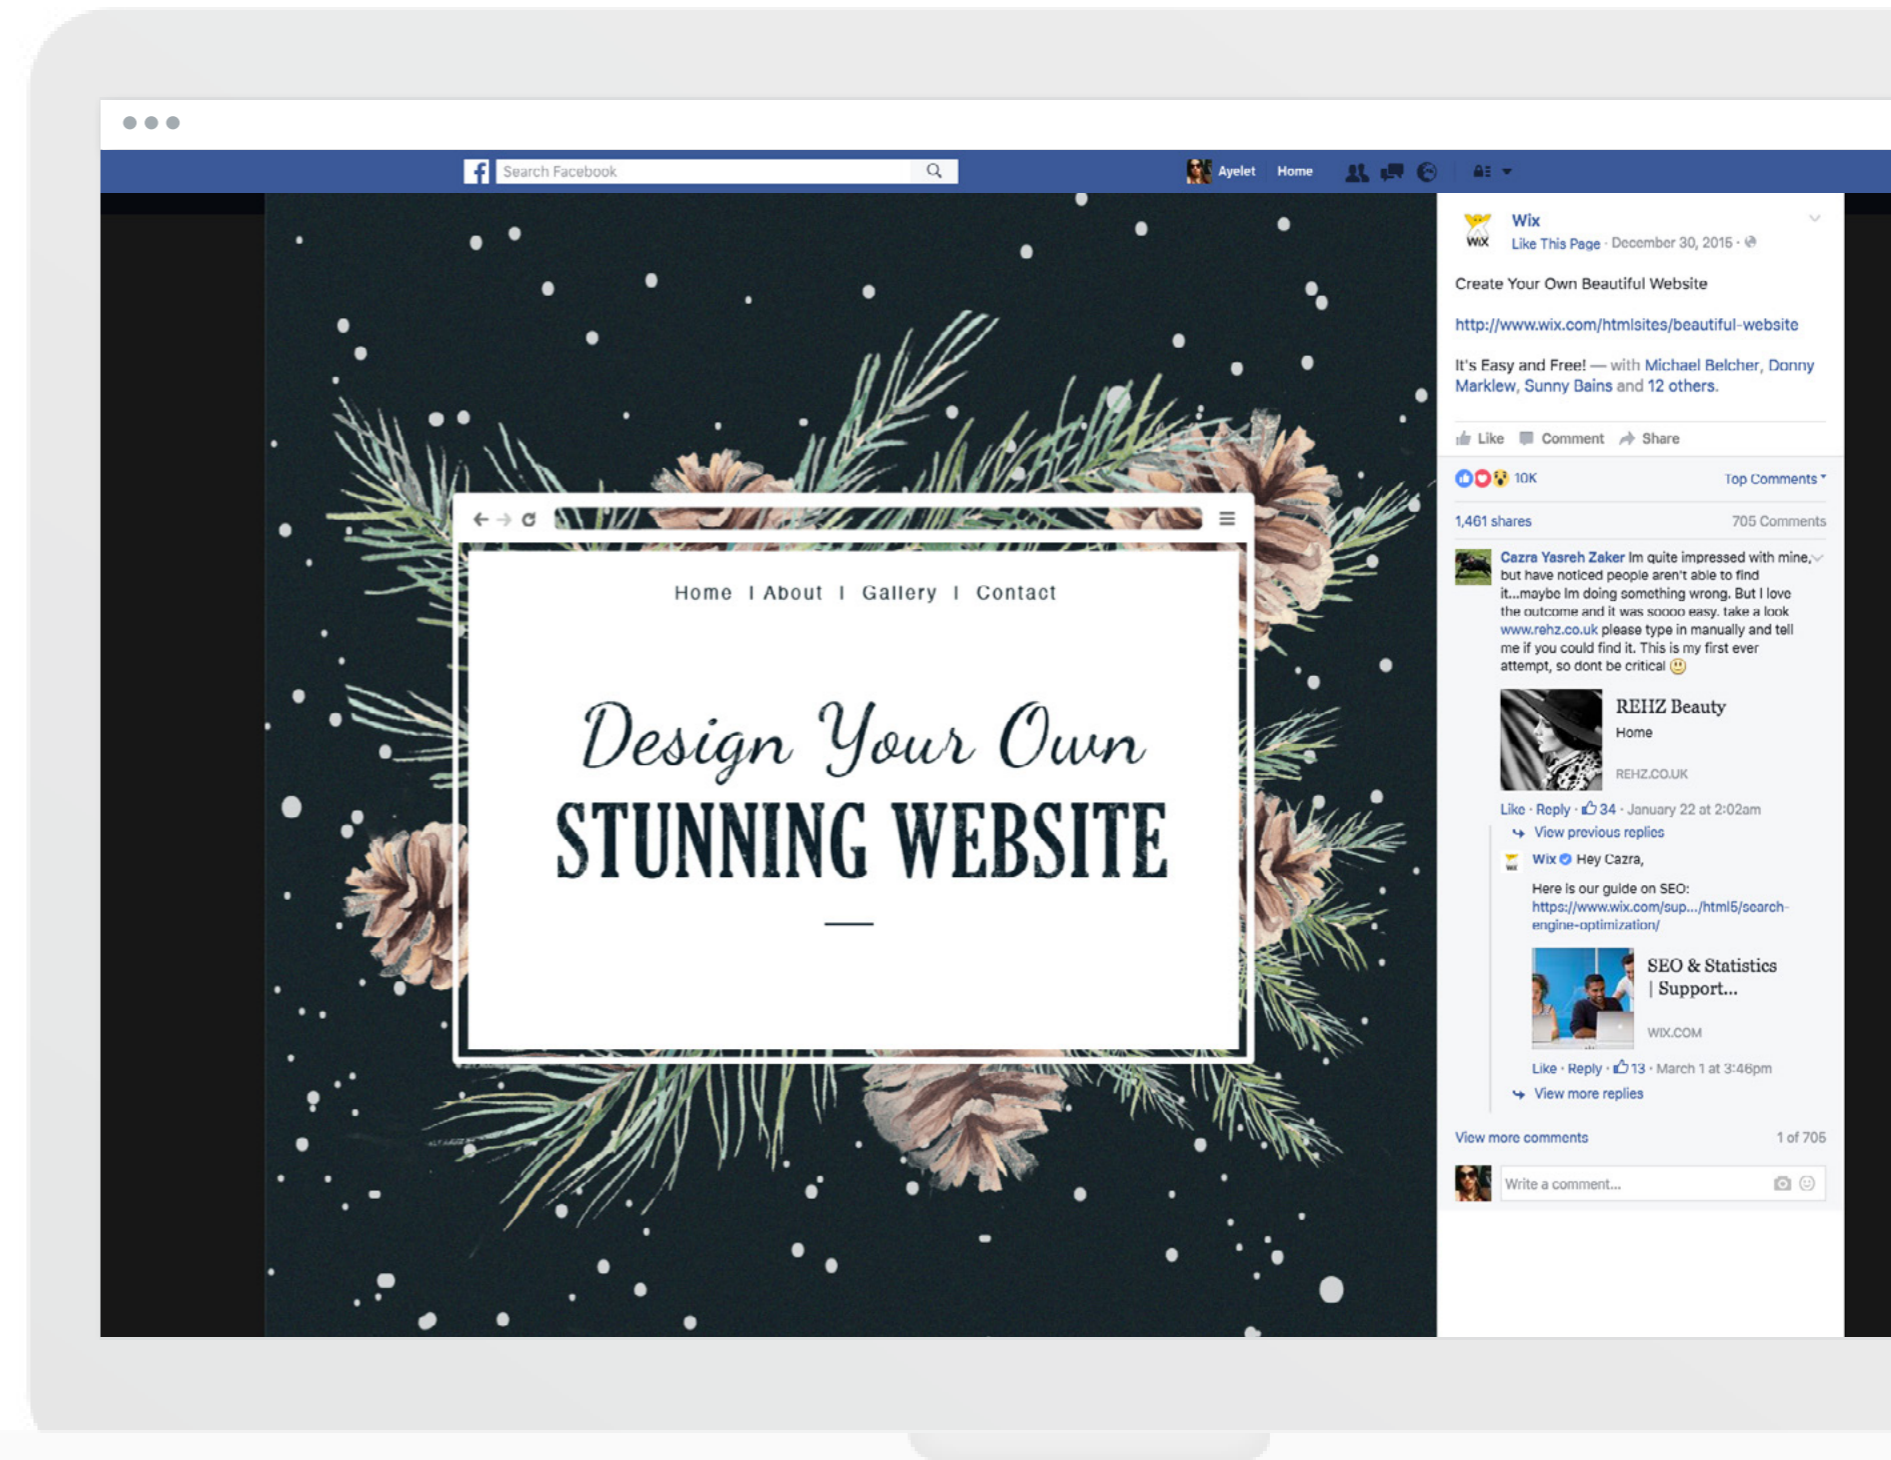 Search Facebook
Ayelet Home
Home I About I Gallery I Contact
Design Your Own
STUNNING WEBSITE
WiX
Wix
Like This Page · December 30, 2015 ·
Create Your Own Beautiful Website
http://www.wix.com/htmlsites/beautiful-website
It's Easy and Free! — with Michael Belcher, Donny
Marklew, Sunny Bains and 12 others.
Like Comment Share
10K Top Comments
1,461 shares 705 Comments
Cazra Yasreh Zaker Im quite impressed with mine,
but have noticed people aren't able to find
it...maybe Im doing something wrong. But I love
the outcome and it was soooo easy. take a look
www.rehz.co.uk please type in manually and tell
me if you could find it. This is my first ever
attempt, so dont be critical
REHZ Beauty
Home
REHZ.CO.UK
Like · Reply · 34 · January 22 at 2:02am
View previous replies
WiX
Wix Hey Cazra,
Here is our guide on SEO:
https://www.wix.com/sup.../html5/search-
engine-optimization/
SEO & Statistics
| Support...
WIX.COM
Like · Reply · 13 · March 1 at 3:46pm
View more replies
View more comments 1 of 705
Write a comment...